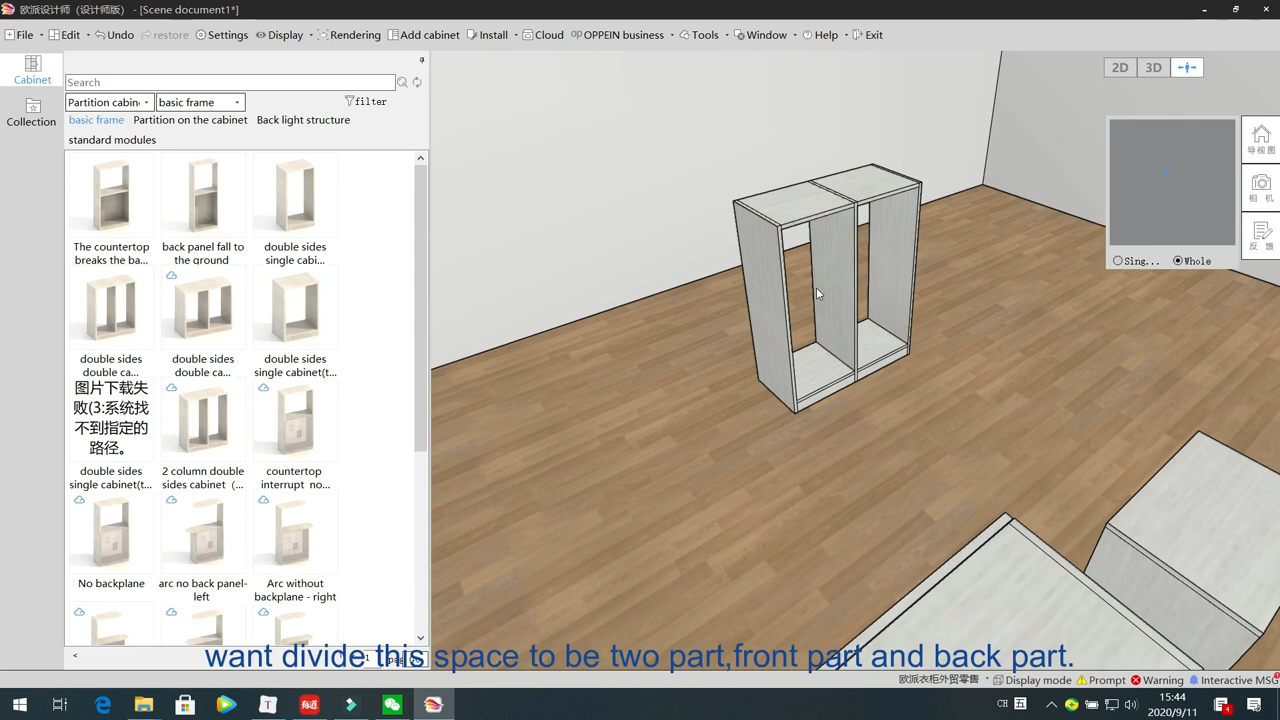 欧派设计师（设计师版） - [Scene document1*]
File Edit Undo restore Settings Display Rendering Add cabinet Install Cloud OPPEIN business Tools Window Help Exit
Cabinet
Collection
Search
Partition cabin basic frame filter
basic frame Partition on the cabinet Back light structure
standard modules
The countertop breaks the ba...
back panel fall to the ground
double sides single cabi...
double sides double ca...
double sides double ca...
double sides single cabinet(t...
图片下载失
败(3:系统找
不到指定的
路径。
double sides single cabinet(t...
2 column double sides cabinet (...
countertop interrupt no...
No backplane
arc no back panel-left
Arc without backplane - right
2D 3D
导视图
相 机
反 馈
Sing... Whole
want divide this space to be two part,front part and back part.
欧派衣柜外贸零售 Display mode Prompt Warning Interactive MSG
CH 五
15:44
2020/9/11
4